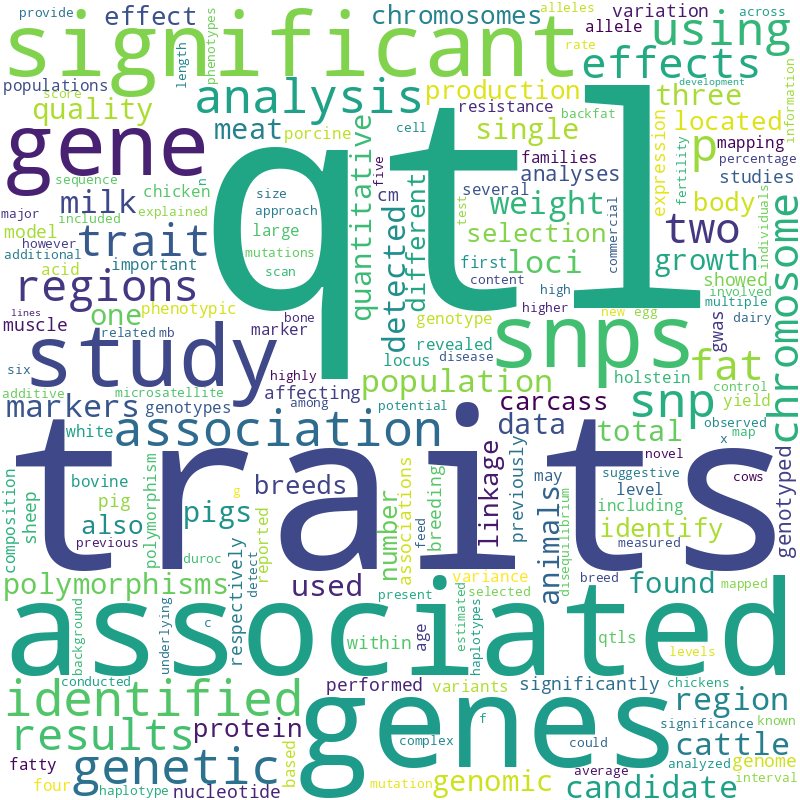 provide
effect
chromosomes
alleles
variation
across
significant
length
phenotypes
allele
using
populations
score
quality
analysis
meat
porcine
production
resistance
cell
backfat
effects
development
three
located
information
gene
qtl
quantitative
single
families
analyses
p
mapping
percentage
studies
expression
fertility
sequence
n
major
included
explained
chicken
milk
model
however
additional
acid
trait
important
five
cm
size
approach
large
mutations
scan
several
weight
selection
test
different
detected
commercial
body
two
growth
showed
involved
multiple
individuals
chromosome
regions
one
phenotypic
muscle
related
mb
bone
marker
first
loci
content
high
higher
genotype
new
egg
dairy
gwas
lines
six
study
locus
revealed
disease
snps
fat
additive
microsatellite
highly
affecting
among
population
potential
holstein
control
snp
yield
markers
genotypes
white
association
carcass
data
total
observed
x
map
novel
traits
composition
sheep
bovine
pig
polymorphism
g
breeds
associations
feed
breeding
linkage
previously
may
level
suggestive
cows
including
genotyped
also
previous
pigs
number
animals
disequilibrium
identify
measured
duroc
reported
detect
respectively
polymorphisms
used
variance
present
selected
breed
found
mapped
background
underlying
c
associated
within
age
estimated
haplotypes
qtls
levels
conducted
identified
performed
variants
significantly
chickens
region
results
protein
genes
f
complex
could
significance
known
analyzed
cattle
fatty
genetic
based
average
genome
four
haplotype
nucleotide
mutation
genomic
candidate
interval